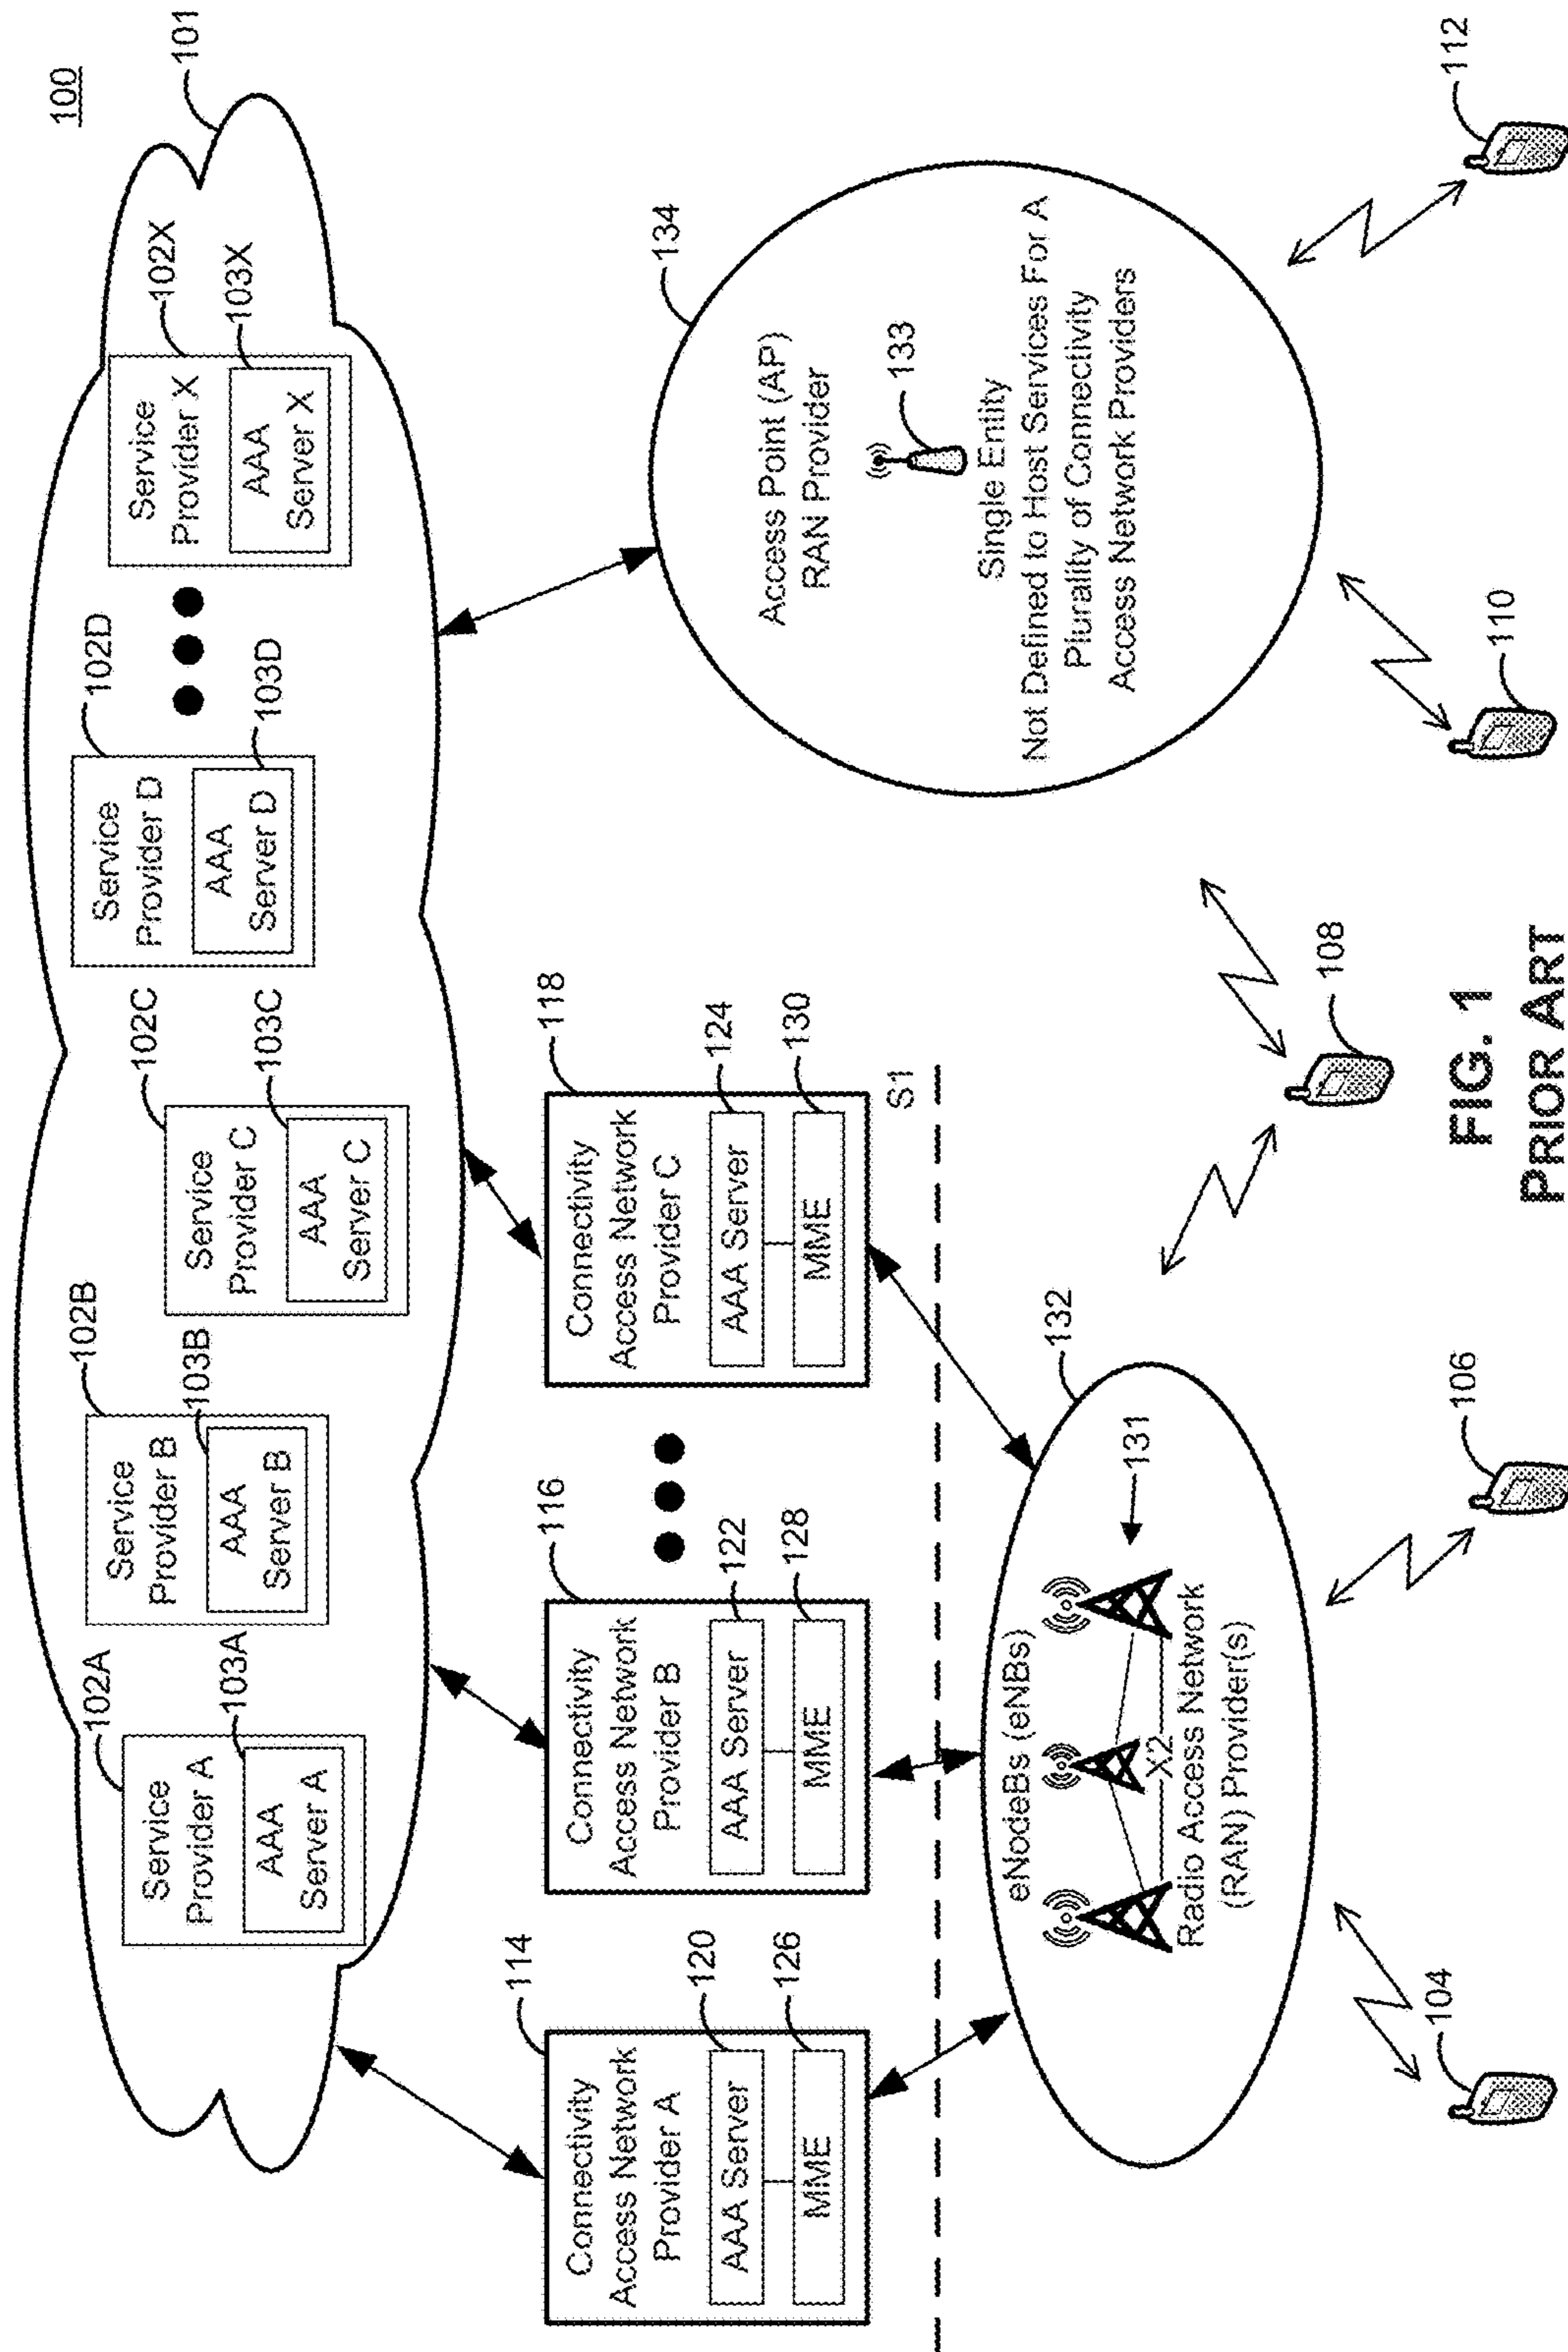 100
101
102A
Service
Provider A
103A
AAA
Server A
102B
Service
Provider B
103B
AAA
Server B
102C
Service
Provider C
103C
AAA
Server C
102D
Service
Provider D
103D
AAA
Server D
102X
Service
Provider X
103X
AAA
Server X
114
Connectivity
Access Network
Provider A
120
AAA Server
126
MME
116
Connectivity
Access Network
Provider B
122
AAA Server
128
MME
118
Connectivity
Access Network
Provider C
124
AAA Server
130
MME
S1
134
Access Point (AP)
RAN Provider
133
Single Entity
Not Defined to Host Services For A
Plurality of Connectivity
Access Network Providers
132
eNodeBs (eNBs)
131
X2
Radio Access Network
(RAN) Provider(s)
104
106
108
110
112
FIG. 1
PRIOR ART